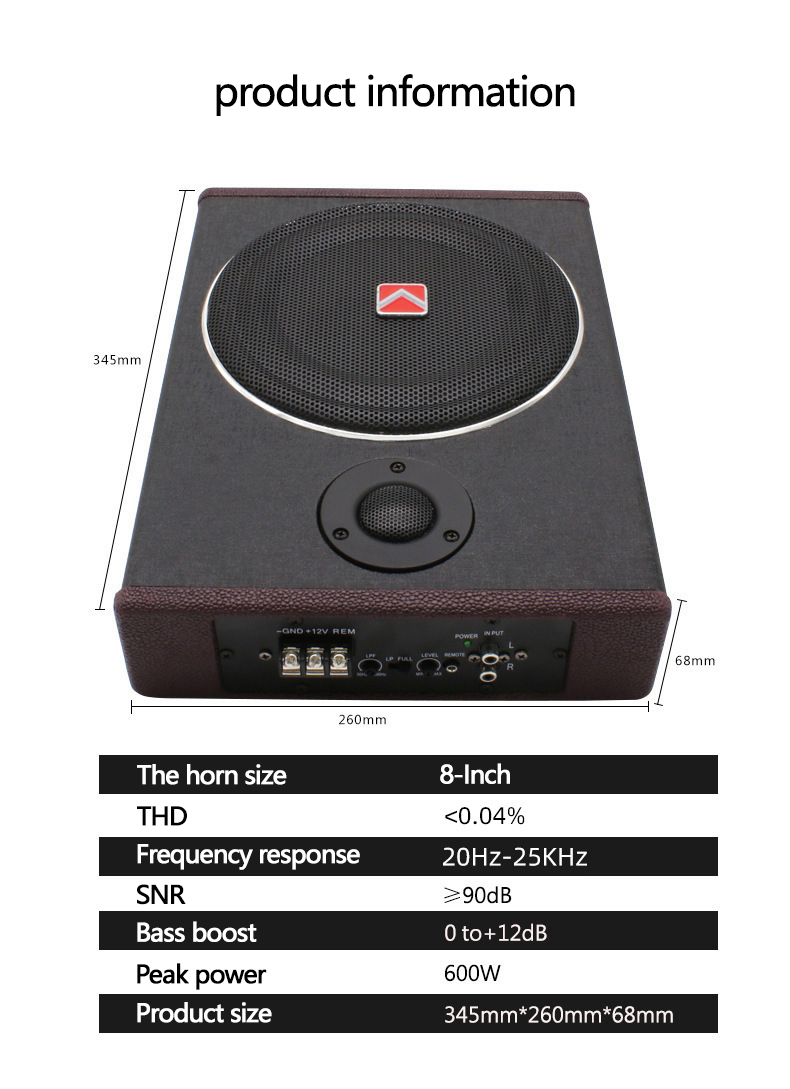 product information
345mm
-GND +12V REM
POWER INPUT
L
LPF LP FULL LEVEL REMOTE
R
68mm
260mm
The horn size 8-Inch
THD <0.04%
Frequency response 20Hz-25KHz
SNR ≥90dB
Bass boost 0 to+12dB
Peak power 600W
Product size 345mm*260mm*68mm